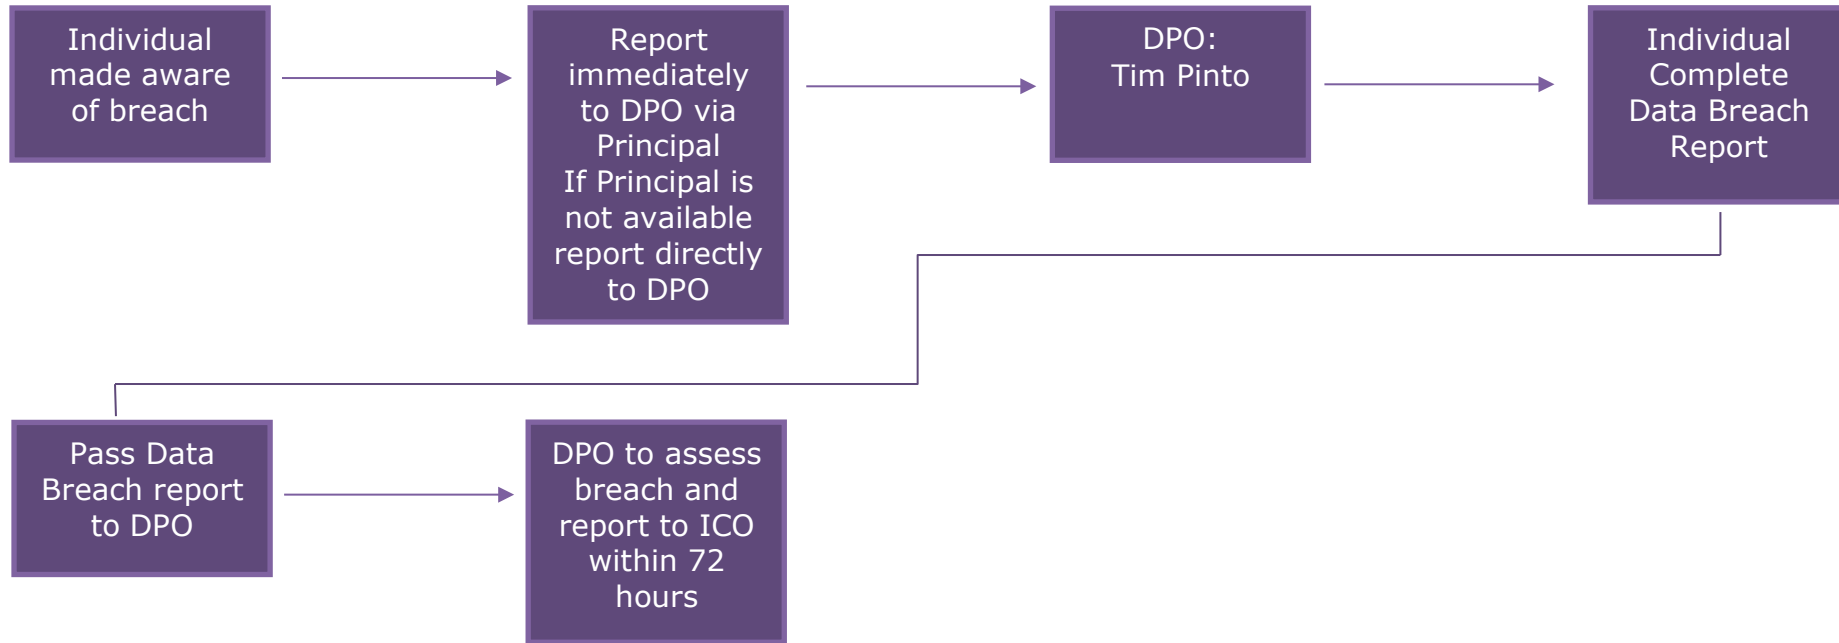 Individual
made aware
of breach
Report
immediately
to DPO via
Principal
If Principal is
not available
report directly
to DPO
DPO:
Tim Pinto
Individual
Complete
Data Breach
Report
Pass Data
Breach report
to DPO
DPO to assess
breach and
report to ICO
within 72
hours